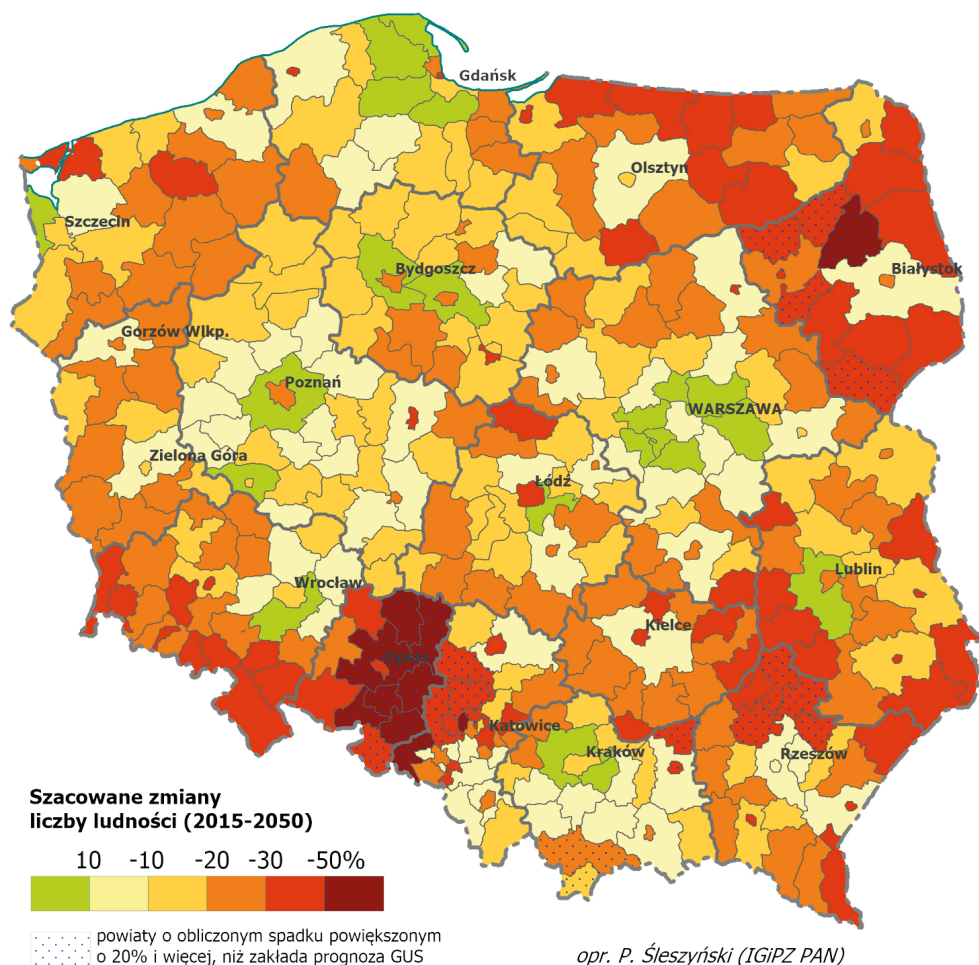 Gdańsk
Olsztyn
Szczecin
Bydgoszcz
Białystok
Gorzów Wlkp.
Poznań
WARSZAWA
Zielona Góra
Łódź
Wrocław
Lublin
Kielce
Opole
Katowice
Kraków
Rzeszów
Szacowane zmiany
liczby ludności (2015-2050)
10 -10 -20 -30 -50%
powiaty o obliczonym spadku powiększonym
o 20% i więcej, niż zakłada prognoza GUS
opr. P. Śleszyński (IGiPZ PAN)